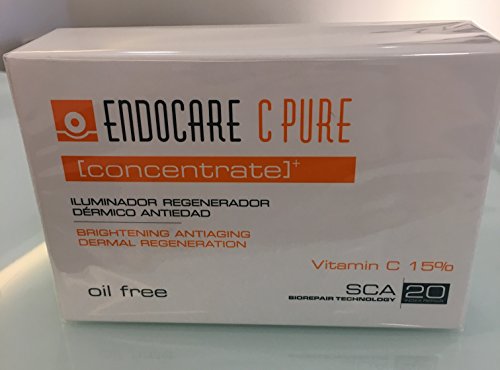 ENDOCARE C PURE
[concentrate]+
ILUMINADOR REGENERADOR
DÉRMICO ANTIEDAD
BRIGHTENING ANTIAGING
DERMAL REGENERATION
Vitamin C 15%
oil free
SCA 20
BIOREPAIR TECHNOLOGY